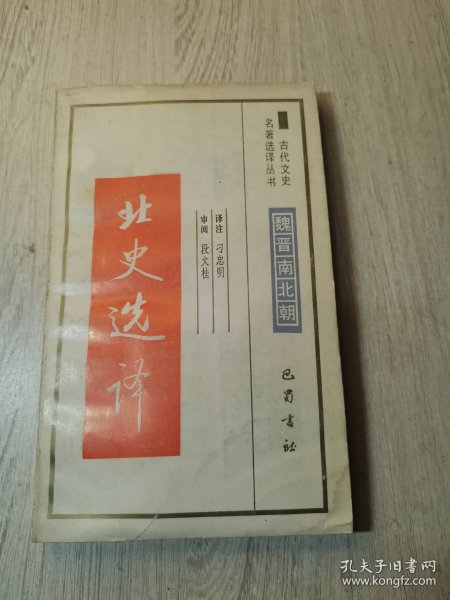 古代文史
名著选译丛书
魏晋南北朝
巴蜀书社
译注 刁忠明
审阅 段文桂
北史选译
孔夫子旧书网
www.kongfz.com